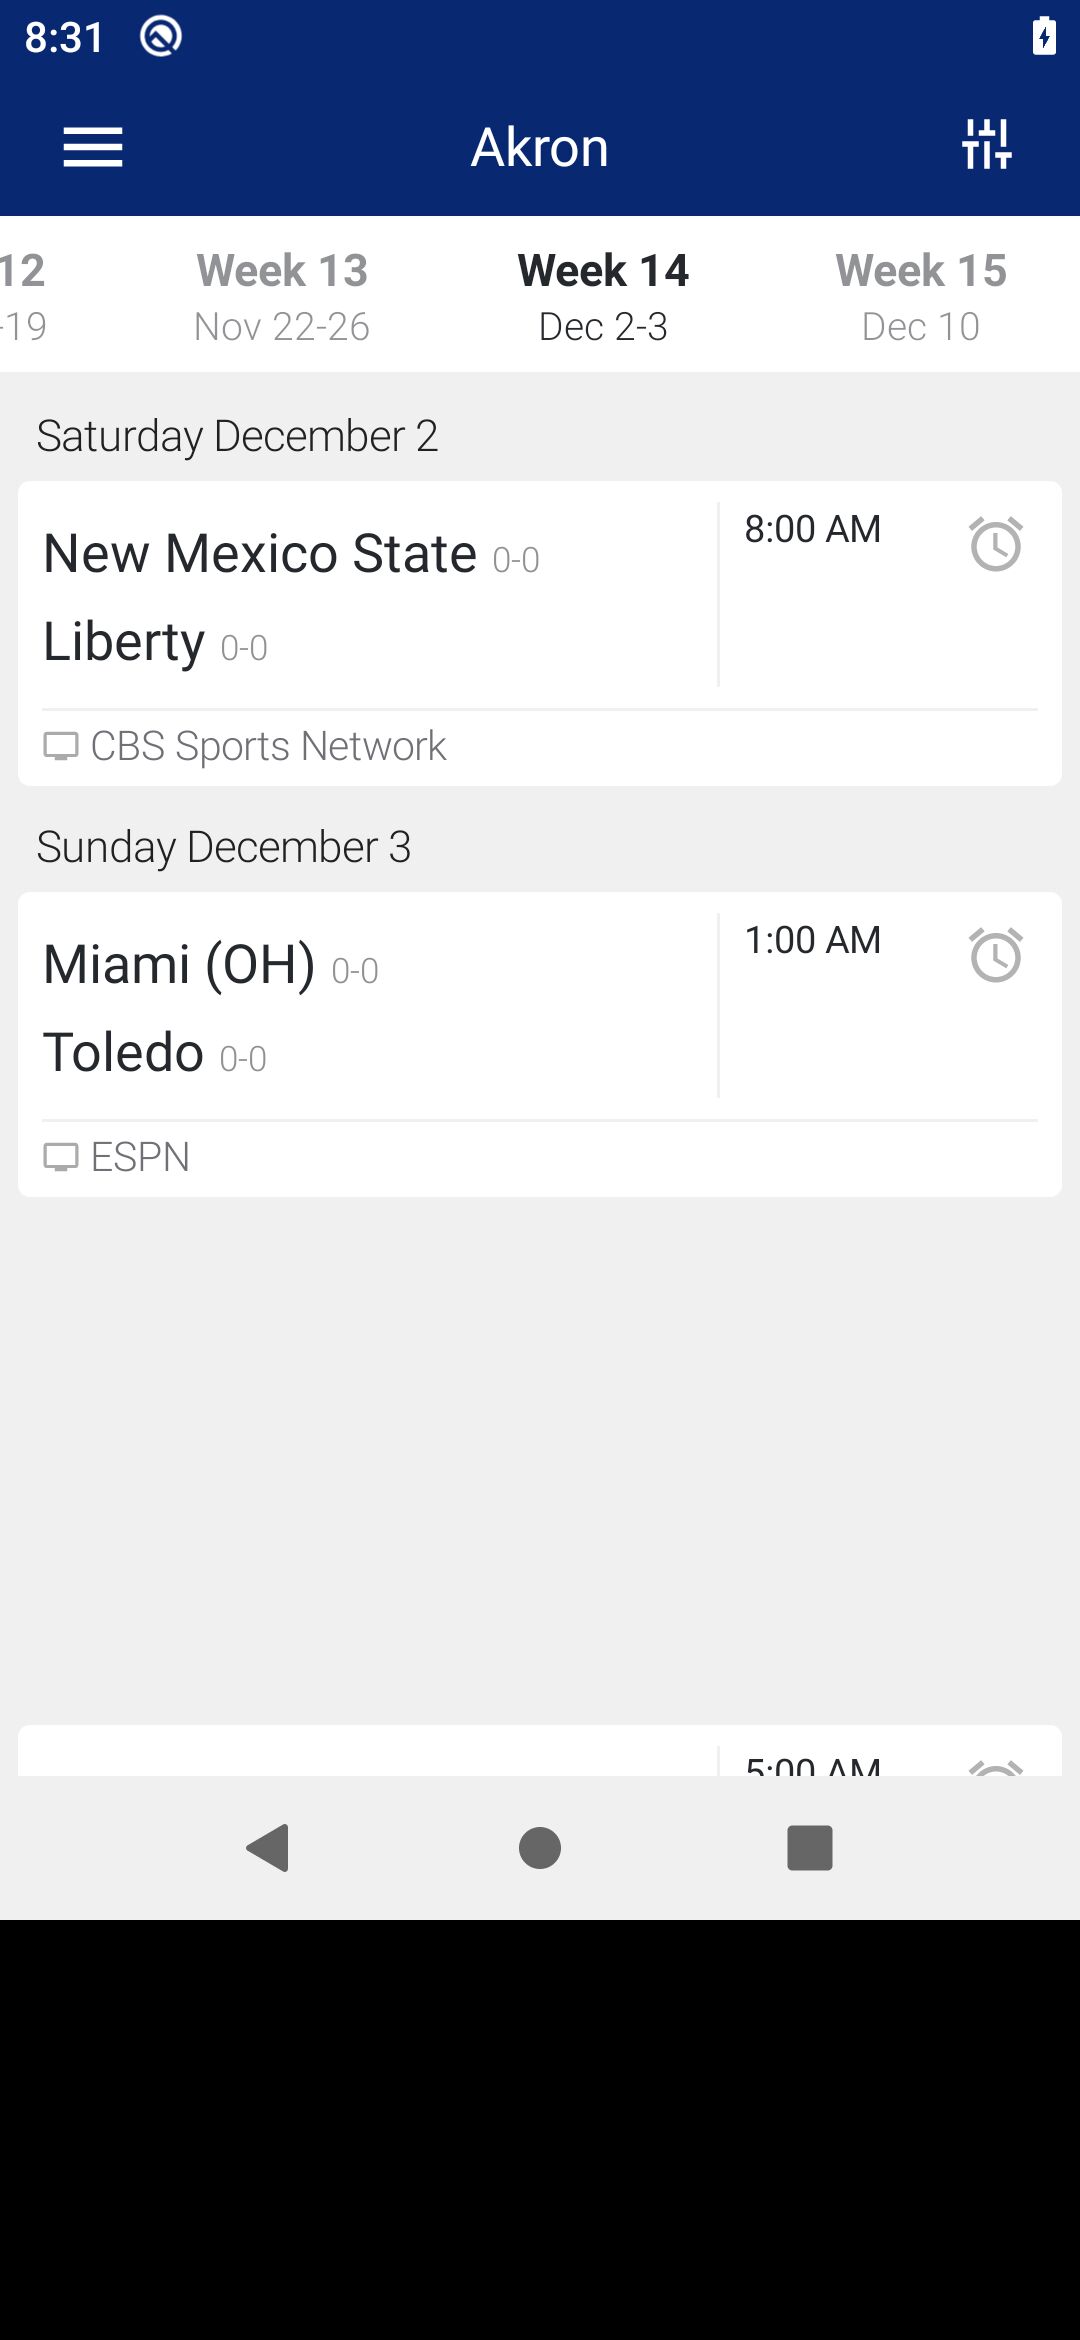 8:31
Akron
12 Week 13 Week 14 Week 15
-19 Nov 22-26 Dec 2-3 Dec 10
Saturday December 2
New Mexico State 0-0 8:00 AM
Liberty 0-0
CBS Sports Network
Sunday December 3
Miami (OH) 0-0 1:00 AM
Toledo 0-0
ESPN
5:00 AM